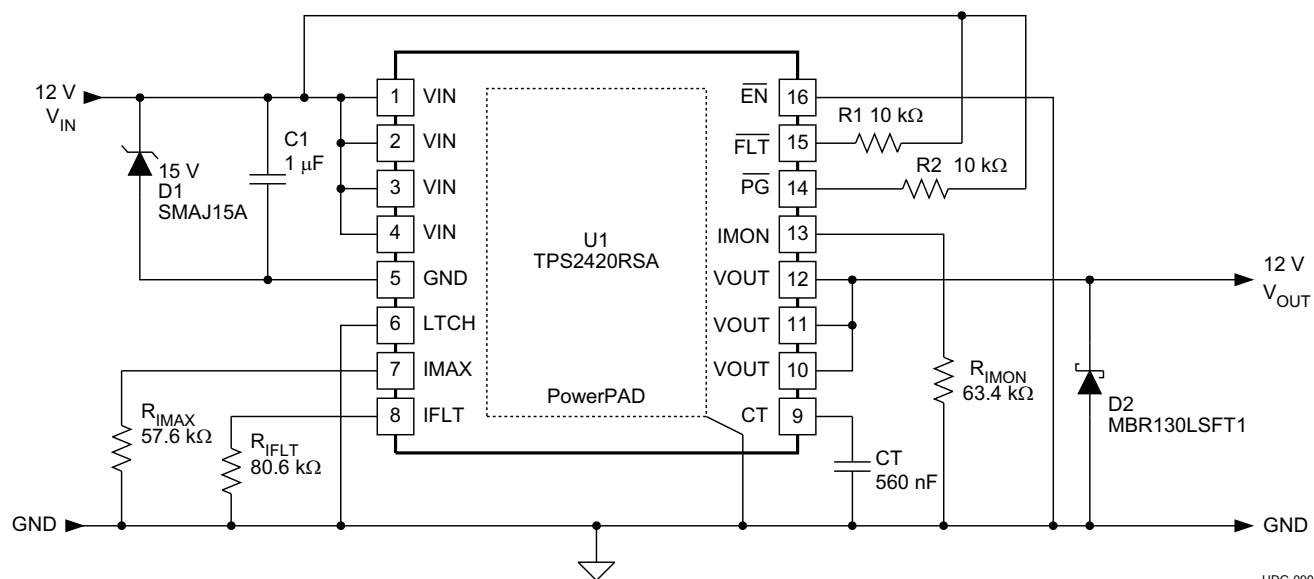 12 V
V_IN
15 V
D1
SMAJ15A
C1
1 μF
1 VIN
2 VIN
3 VIN
4 VIN
5 GND
6 LTCH
7 IMAX
8 IFLT
R_IMAX
57.6 kΩ
R_IFLT
80.6 kΩ
GND
U1
TPS2420RSA
PowerPAD
EN 16
FLT 15
PG 14
IMON 13
VOUT 12
VOUT 11
VOUT 10
CT 9
R1 10 kΩ
R2 10 kΩ
R_IMON
63.4 kΩ
CT
560 nF
D2
MBR130LSFT1
12 V
V_OUT
GND